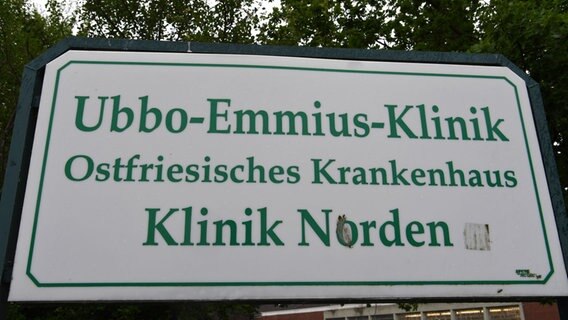 Ubbo-Emmius-Klinik
Ostfriesisches Krankenhaus
Klinik Norden